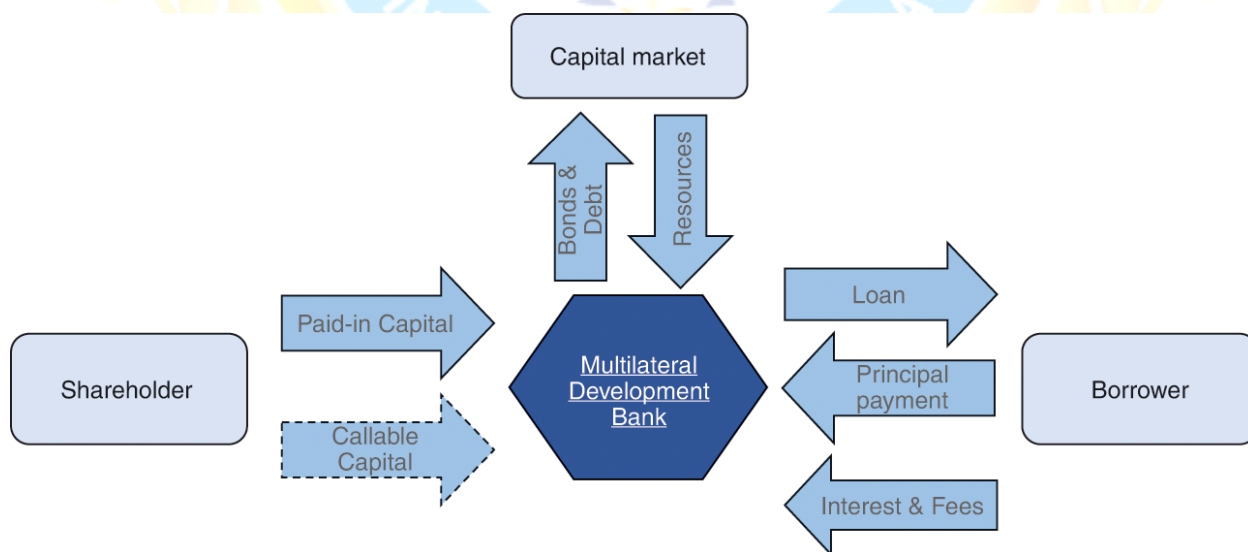 Capital market
Bonds &
Debt
Resources
Paid-in Capital
Loan
Shareholder
Multilateral
Development
Bank
Principal
payment
Borrower
Callable
Capital
Interest & Fees